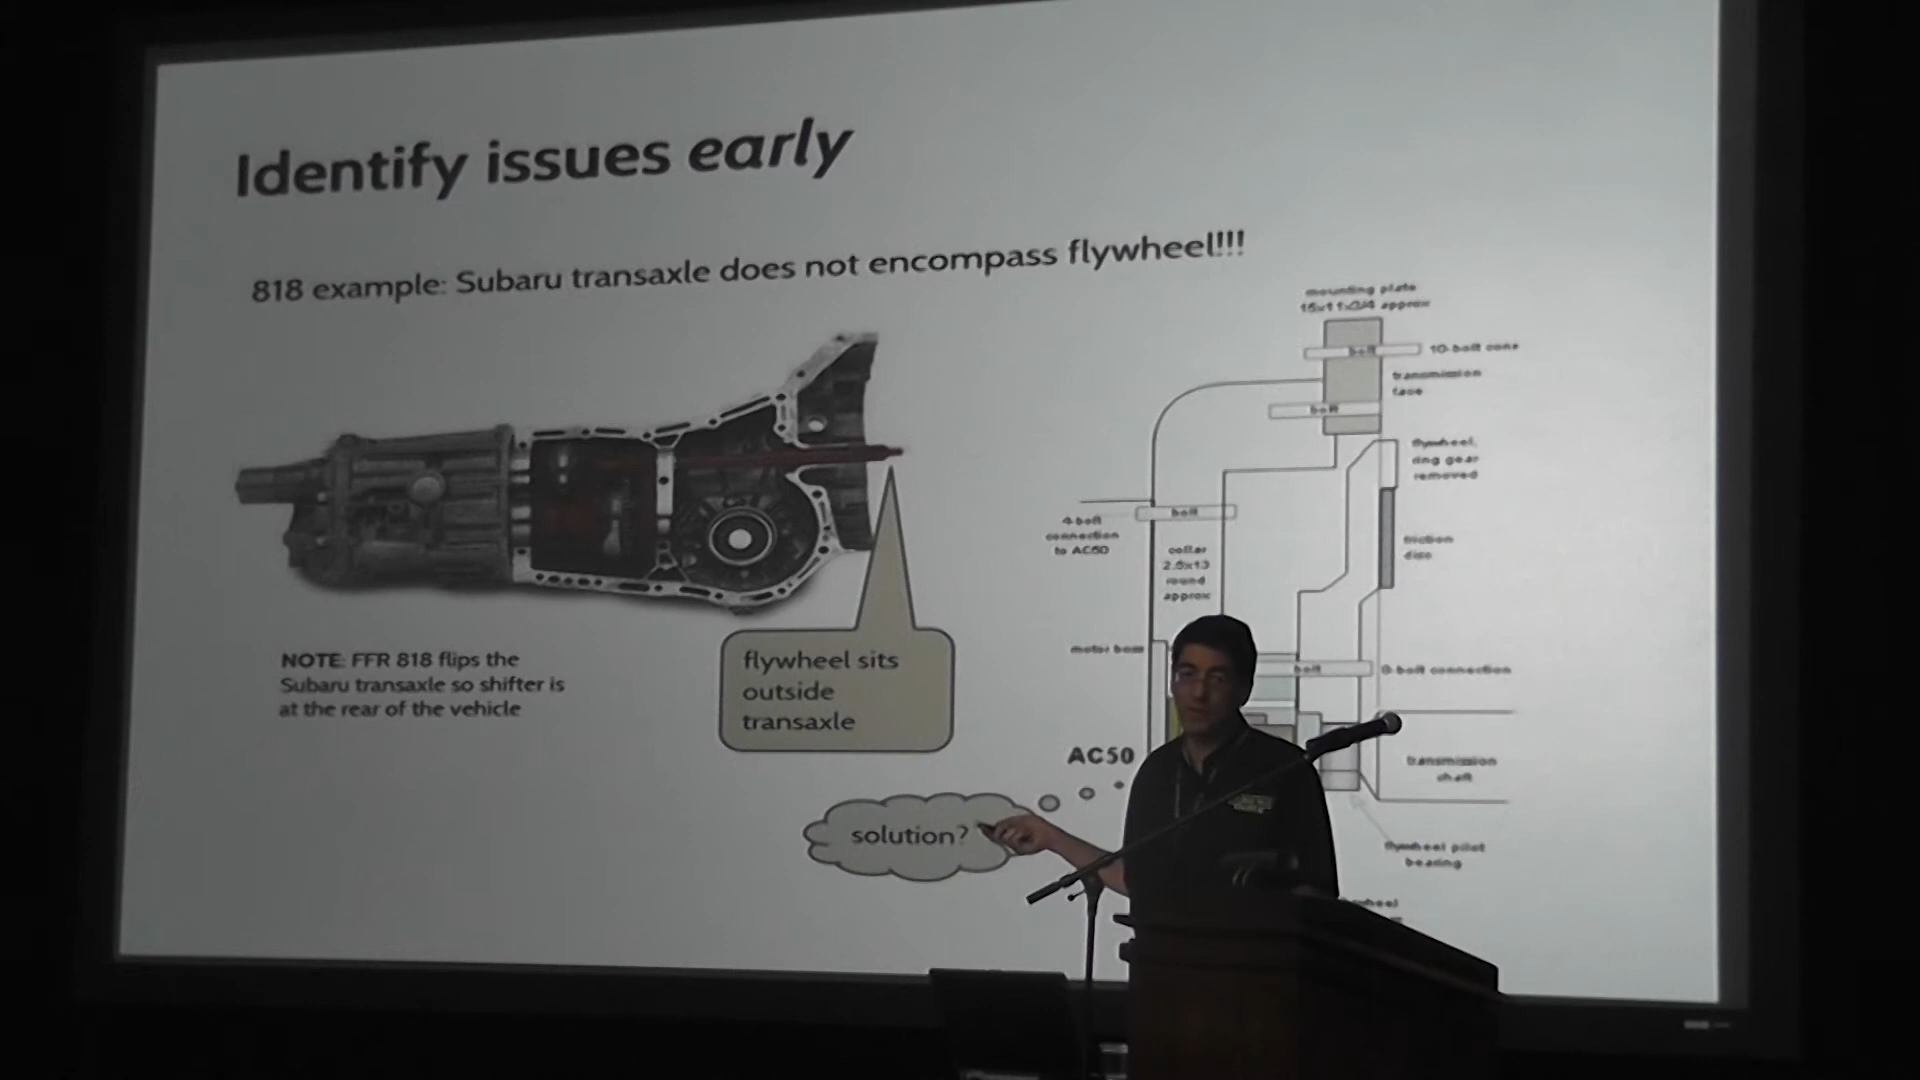 Identify issues early
818 example: Subaru transaxle does not encompass flywheel!!!
mounting plate
bolt
10-bolt cone
transmission
face
bolt
flywheel,
ring gear
removed
4-bolt
connection
to AC50
bolt
friction
disc
collar
2.5x13
round
approx
NOTE: FFR 818 flips the
Subaru transaxle so shifter is
at the rear of the vehicle
flywheel sits
outside
transaxle
motor boss
bolt
8-bolt connection
AC50
transmission
shaft
solution?
flywheel pilot
bearing